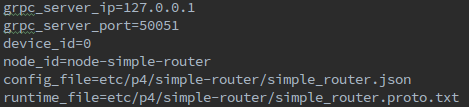 grpc_server_ip=127.0.0.1
grpc_server_port=50051
device_id=0
node_id=node-simple-router
config_file=etc/p4/simple-router/simple_router.json
runtime_file=etc/p4/simple-router/simple_router.proto.txt